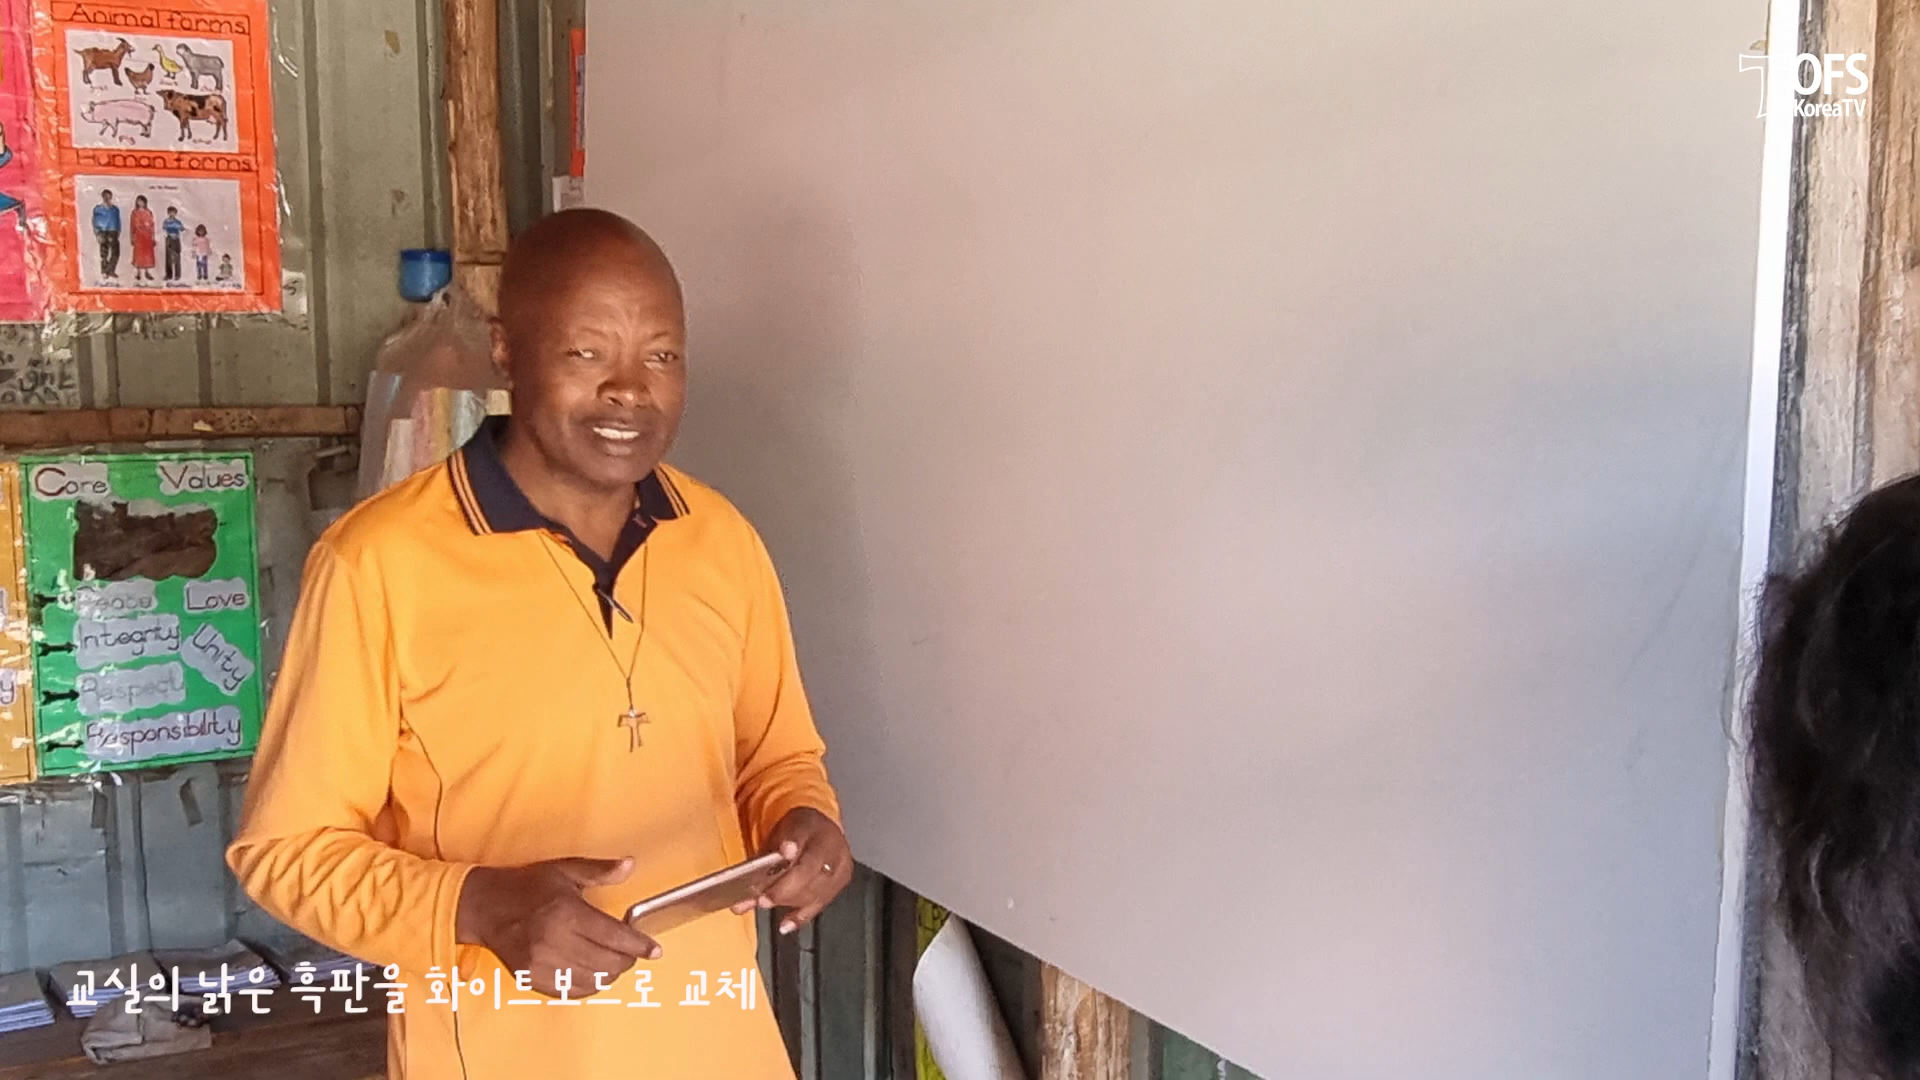 Animal forms
Human forms
Core Values
Peace Love
Integrity Unity
Respect
Responsibility
OFS
KoreaTV
교실의 낡은 흑판을 화이트보드로 교체